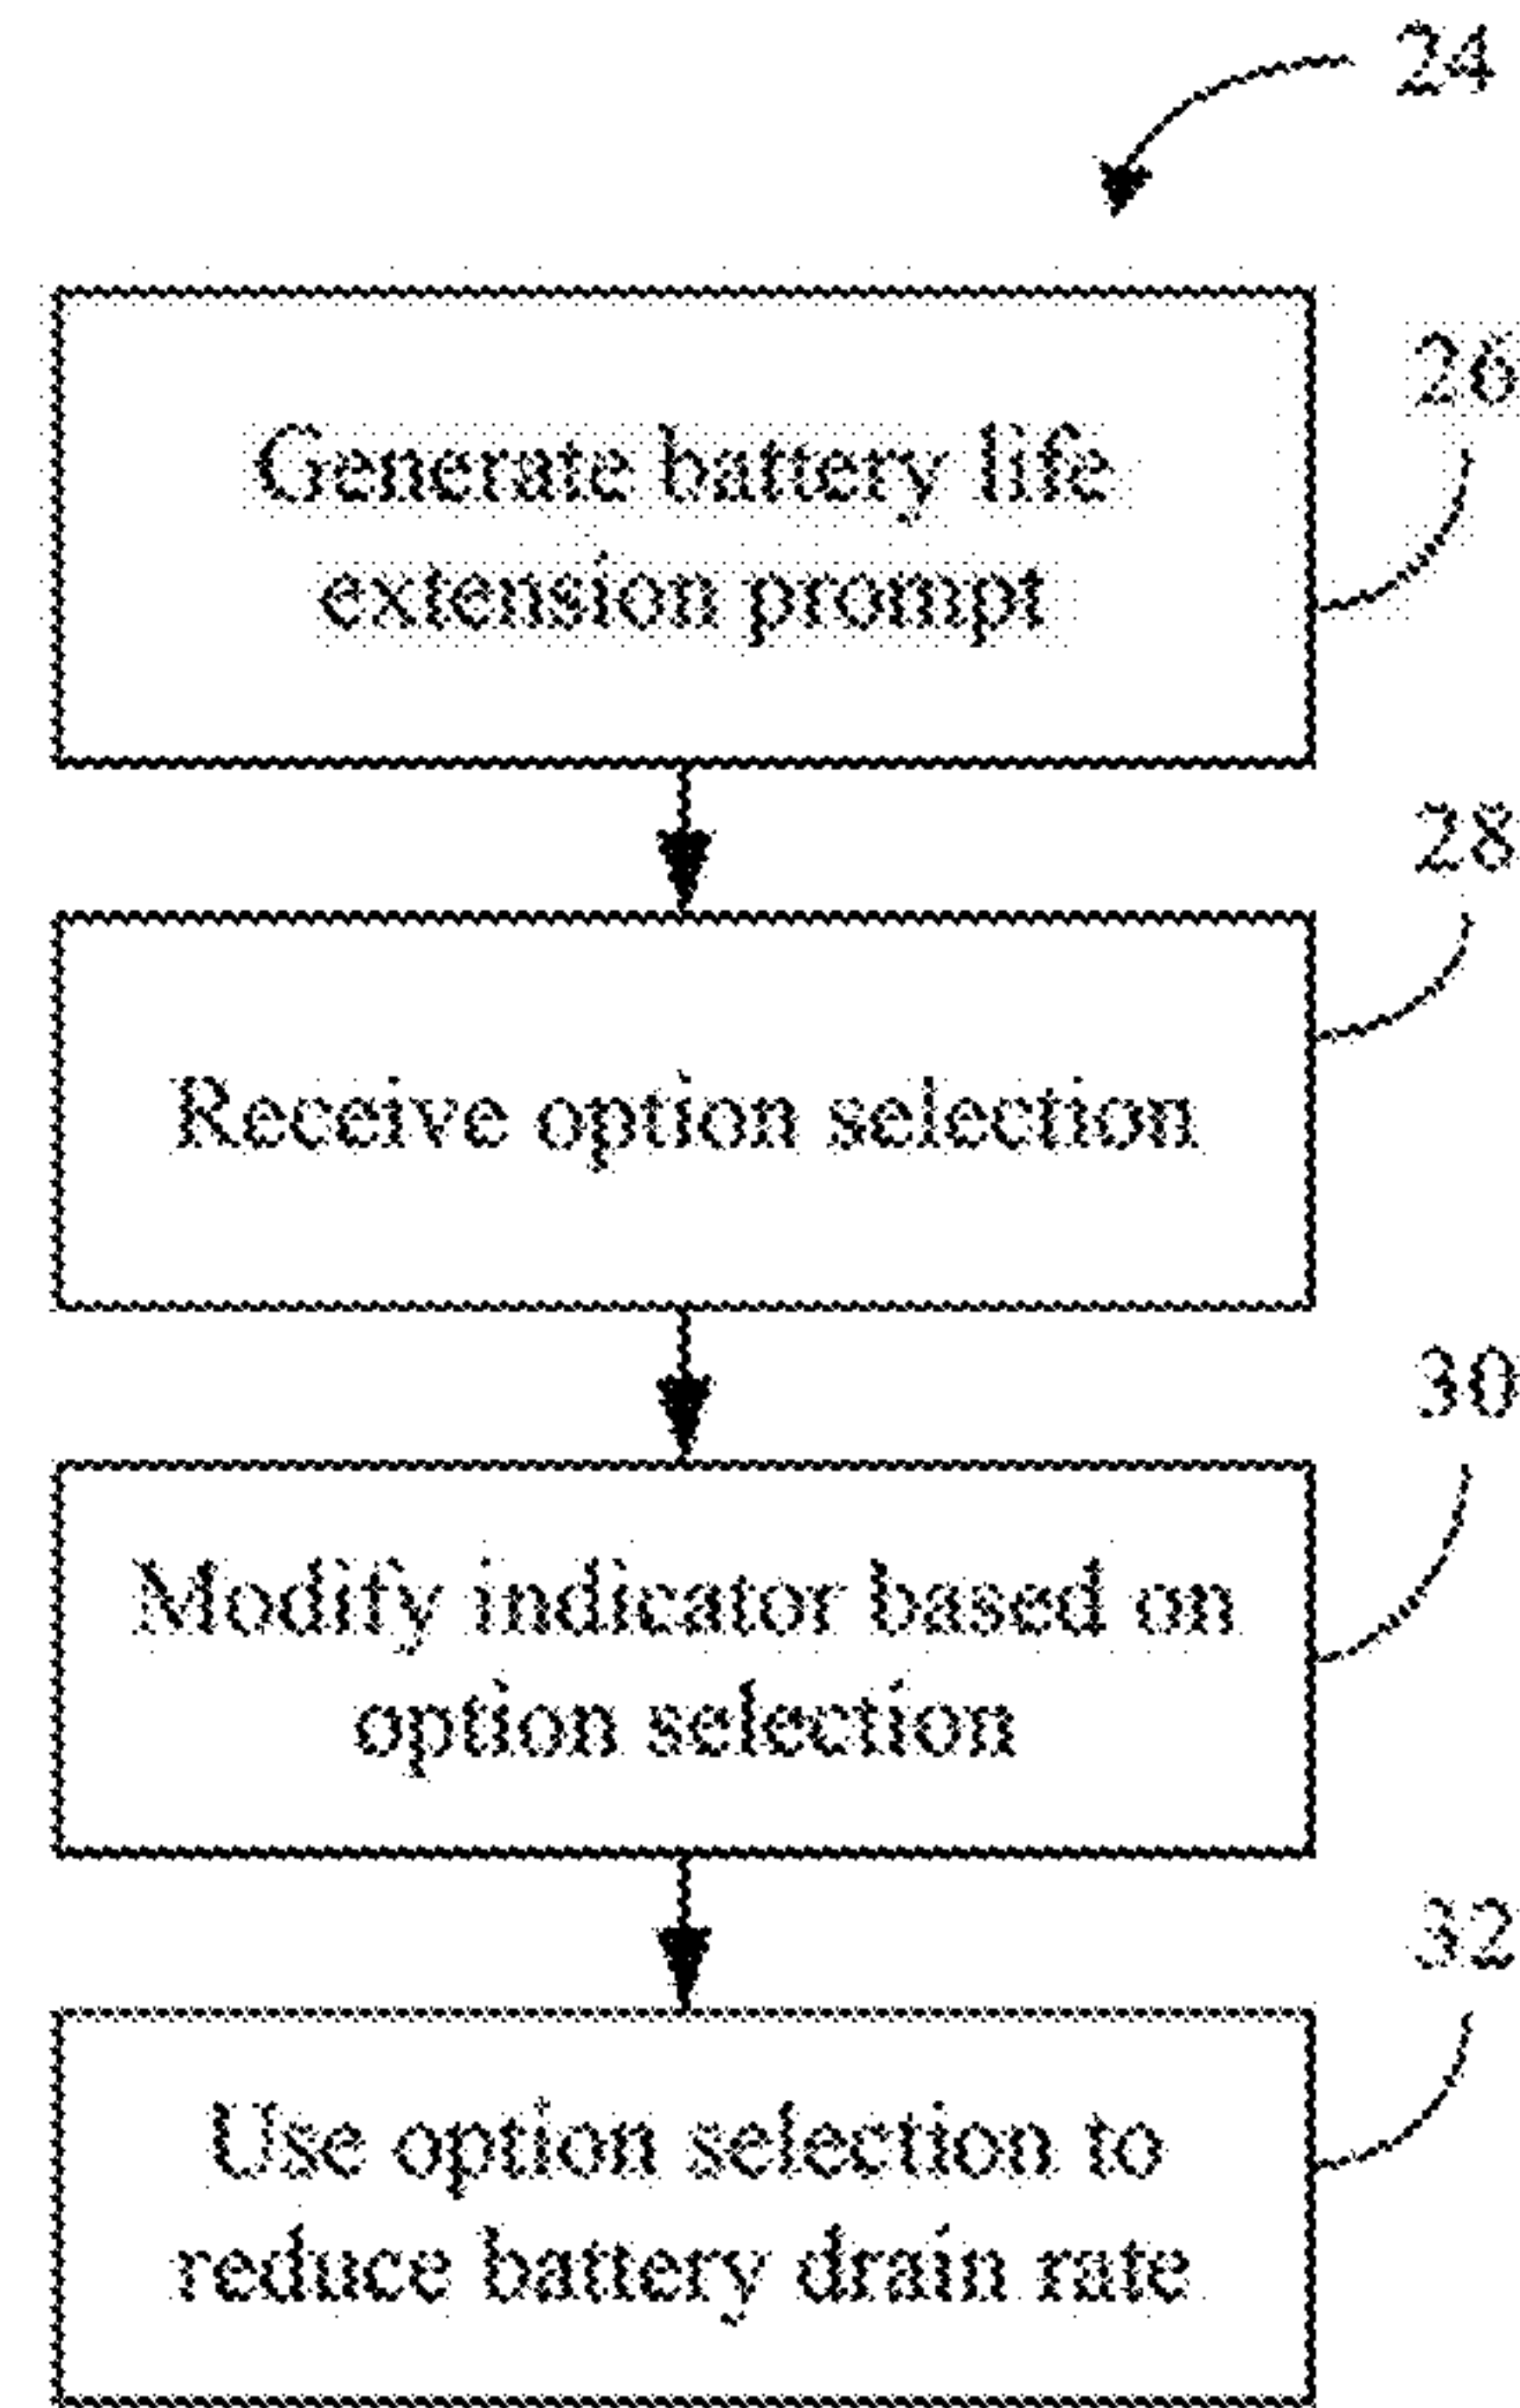 24
26
Generate battery life
extension prompt
28
Receive option selection
30
Modify indicator based on
option selection
32
Use option selection to
reduce battery drain rate